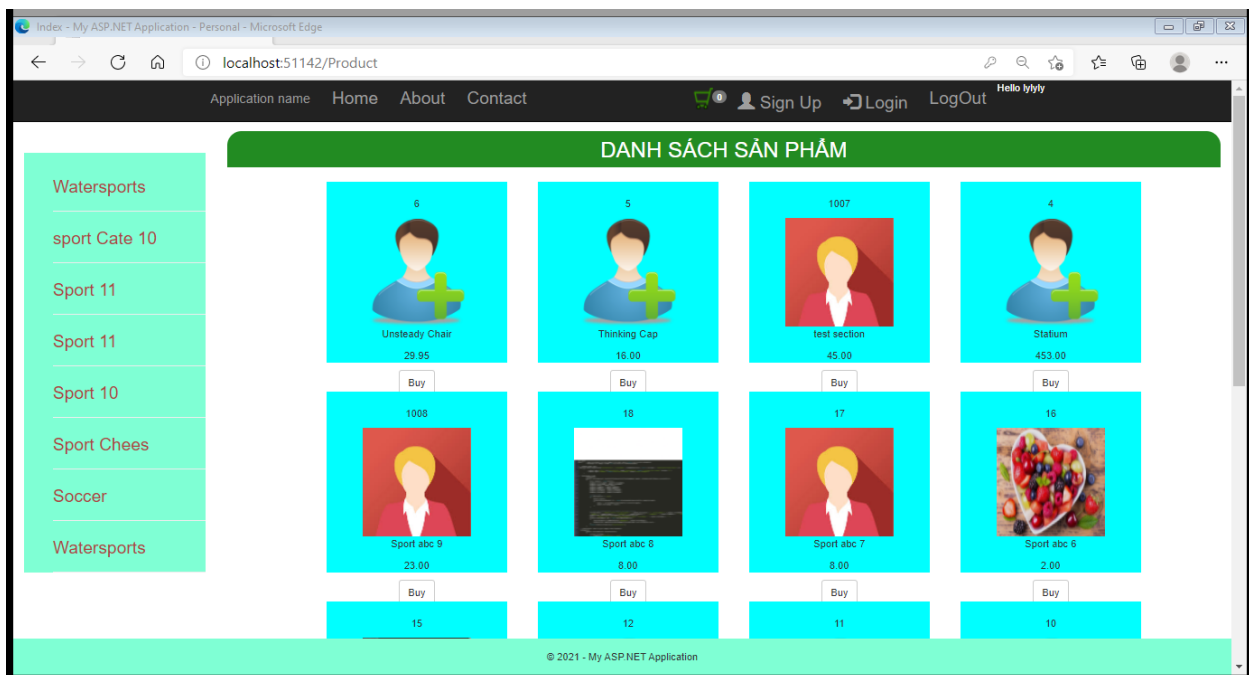 Index - My ASP.NET Application - Personal - Microsoft Edge
localhost:51142/Product
Application name Home About Contact 0 Sign Up Login LogOut Hello lylyly
DANH SÁCH SẢN PHẨM
Watersports
sport Cate 10
Sport 11
Sport 11
Sport 10
Sport Chees
Soccer
Watersports
6 5 1007 4
Unsteady Chair Thinking Cap test section Statium
29.95 16.00 45.00 453.00
Buy Buy Buy Buy
1008 18 17 16
Sport abc 9 Sport abc 8 Sport abc 7 Sport abc 6
23.00 8.00 8.00 2.00
Buy Buy Buy Buy
15 12 11 10
© 2021 - My ASP.NET Application